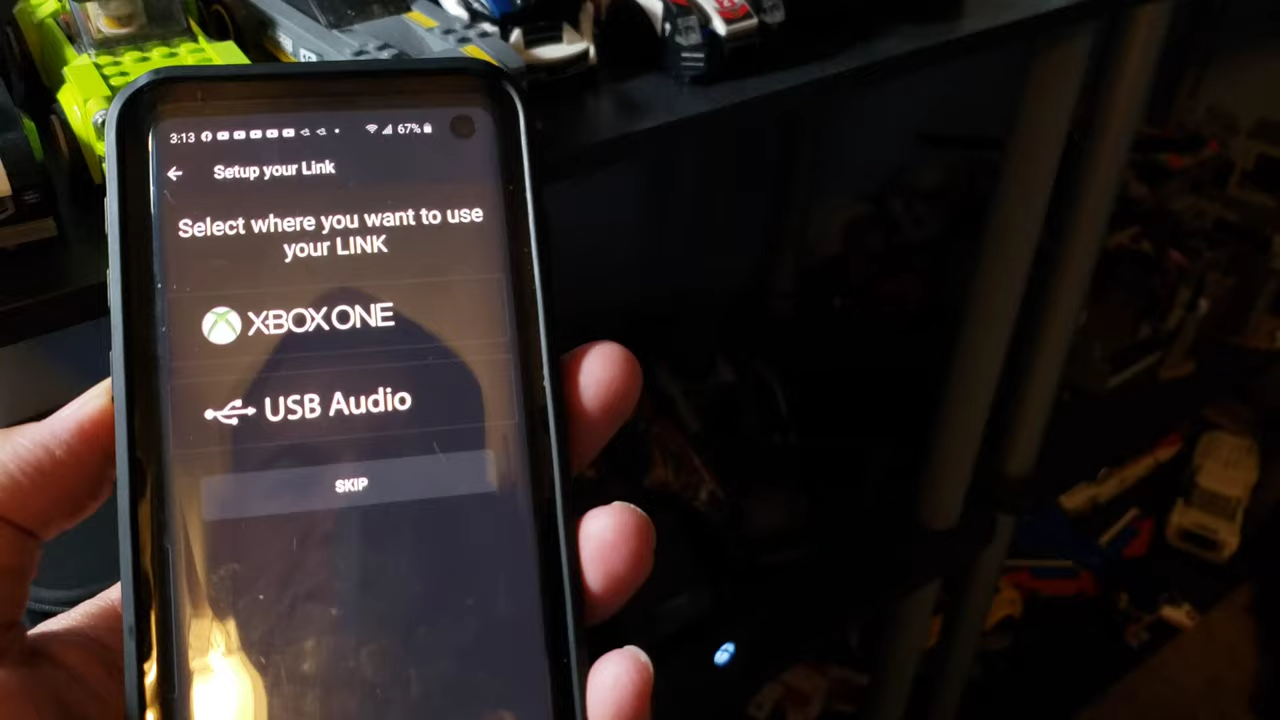 3:13 67%
Setup your Link
Select where you want to use
your LINK
XBOX ONE
USB Audio
SKIP